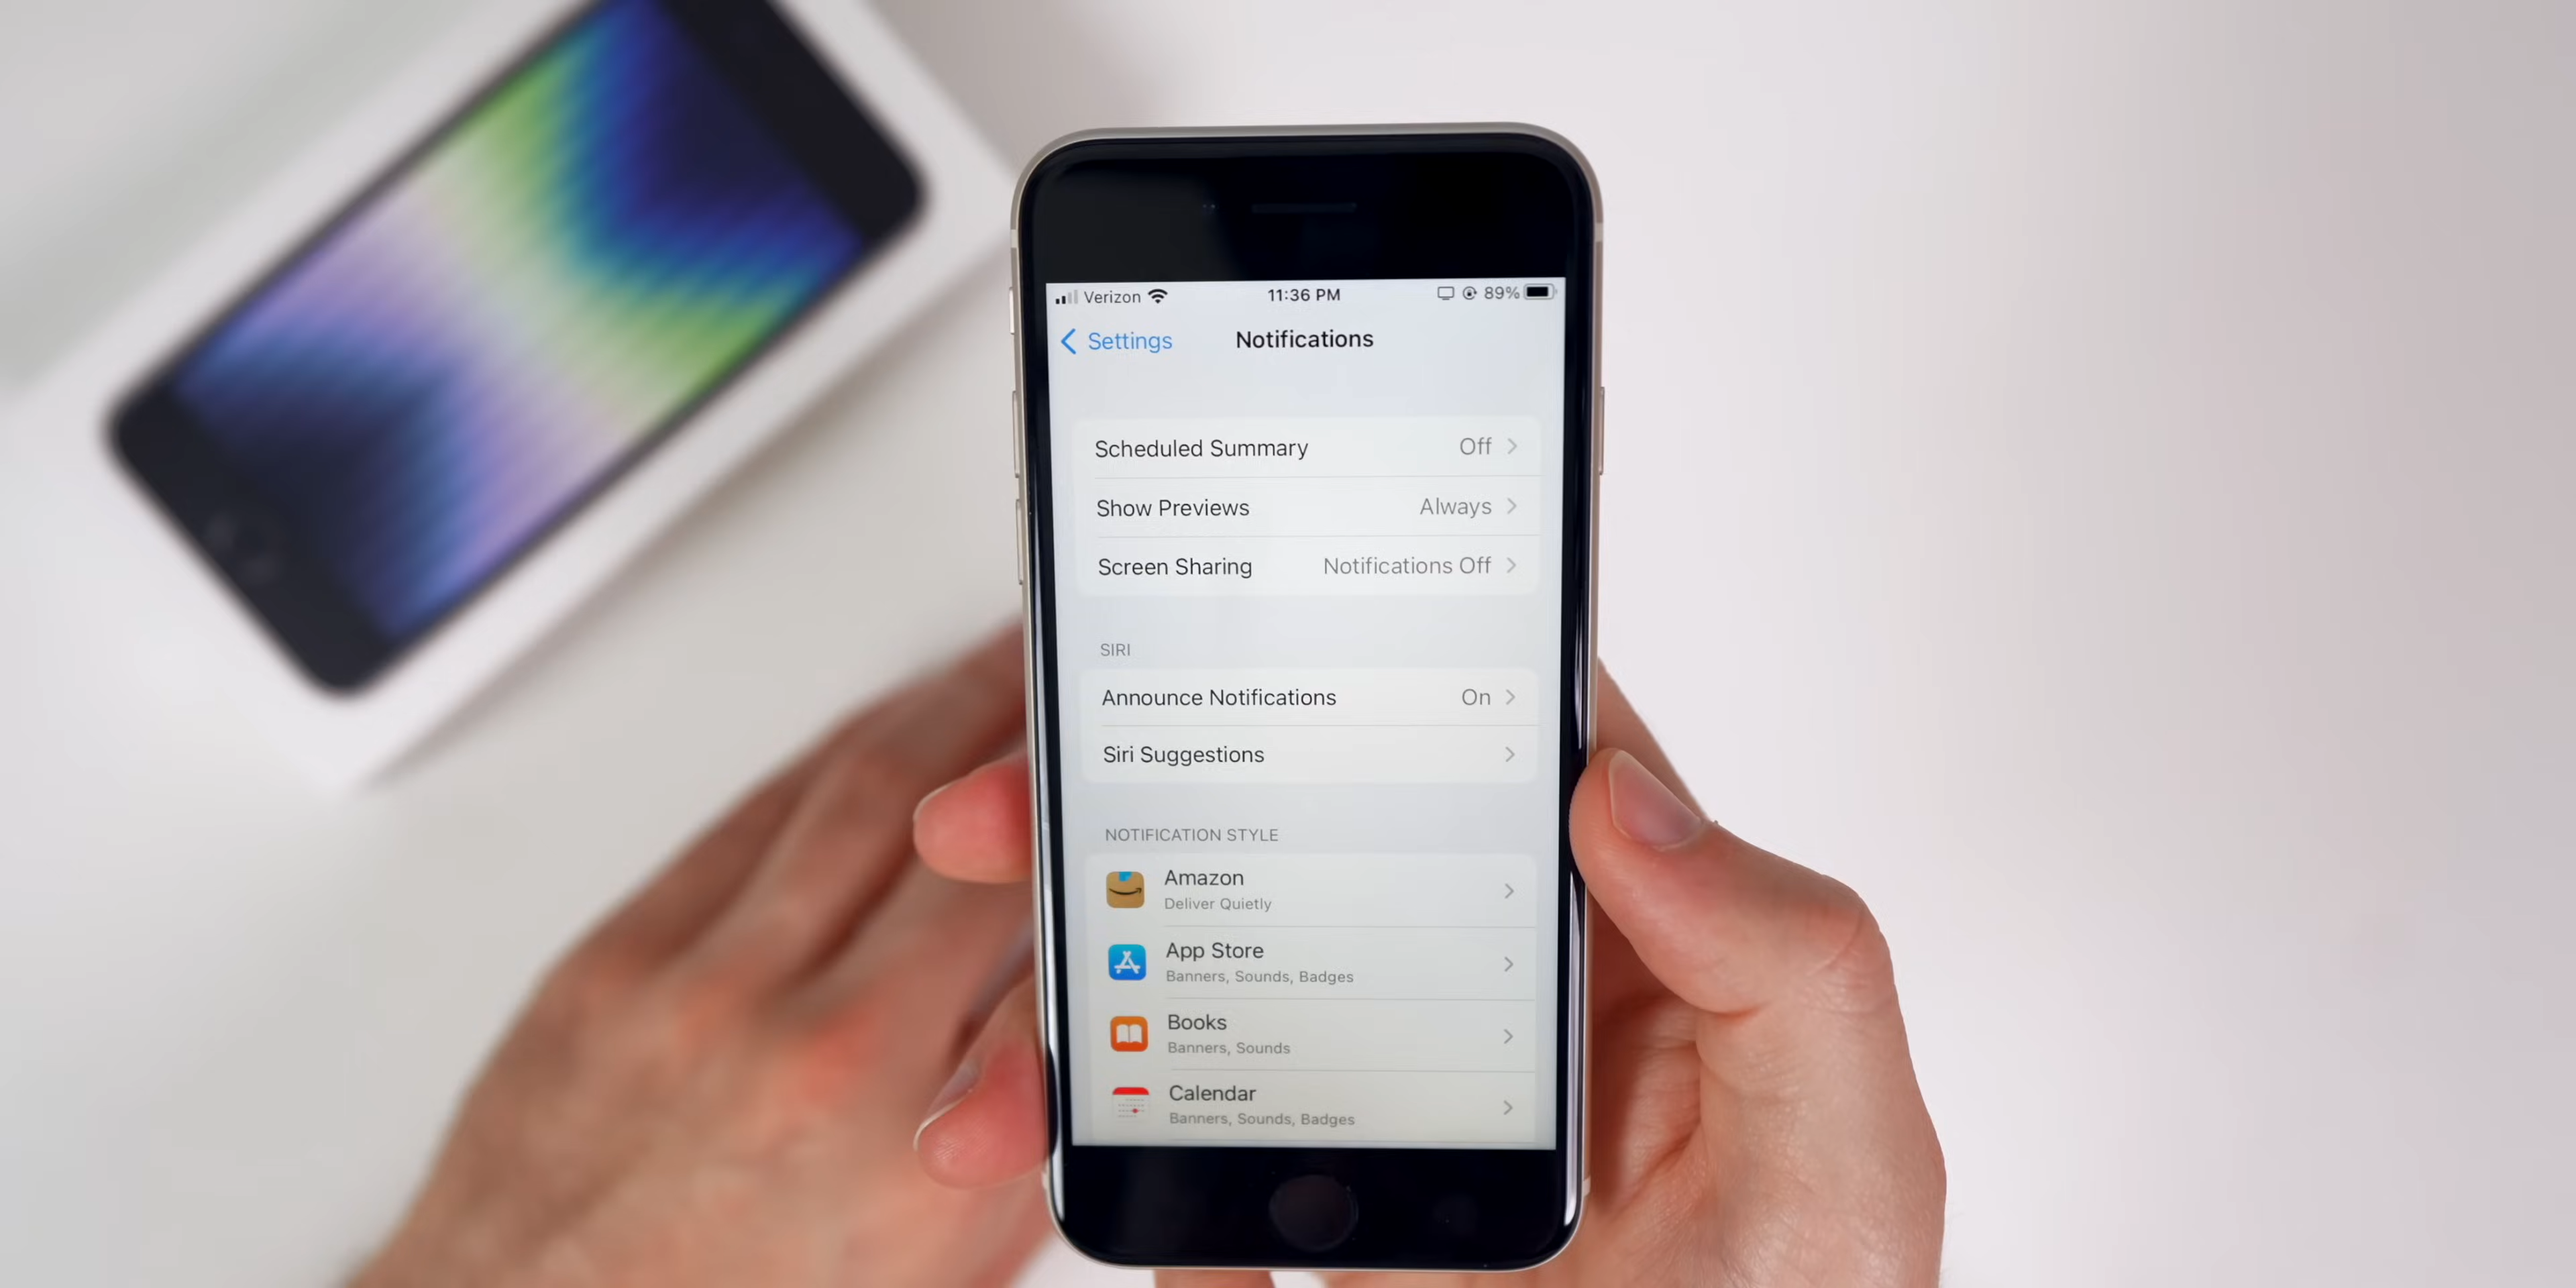 Verizon 11:36 PM 89%
Settings Notifications
Scheduled Summary Off
Show Previews Always
Screen Sharing Notifications Off
SIRI
Announce Notifications On
Siri Suggestions
NOTIFICATION STYLE
Amazon
Deliver Quietly
App Store
Banners, Sounds, Badges
Books
Banners, Sounds
Calendar
Banners, Sounds, Badges